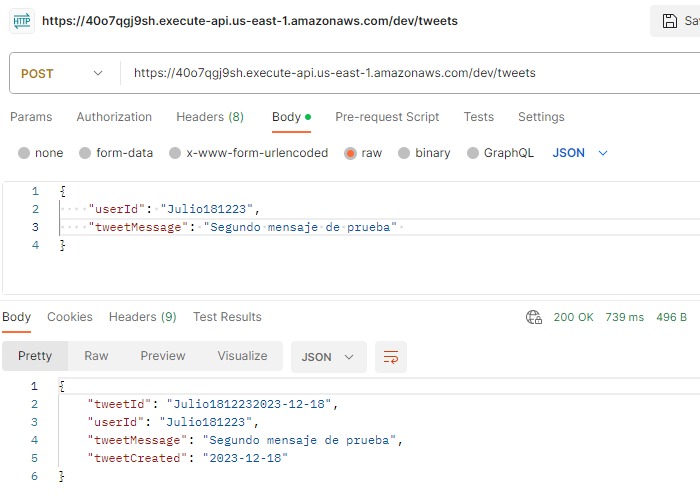 HTTP https://40o7qgj9sh.execute-api.us-east-1.amazonaws.com/dev/tweets
POST https://40o7qgj9sh.execute-api.us-east-1.amazonaws.com/dev/tweets
Params Authorization Headers (8) Body Pre-request Script Tests Settings
none form-data x-www-form-urlencoded raw binary GraphQL JSON
1 {
2 "userId": "Julio181223",
3 "tweetMessage": "Segundo mensaje de prueba"
4 }
Body Cookies Headers (9) Test Results 200 OK 739 ms 496 B
Pretty Raw Preview Visualize JSON
1 {
2 "tweetId": "Julio1812232023-12-18",
3 "userId": "Julio181223",
4 "tweetMessage": "Segundo mensaje de prueba",
5 "tweetCreated": "2023-12-18"
6 }